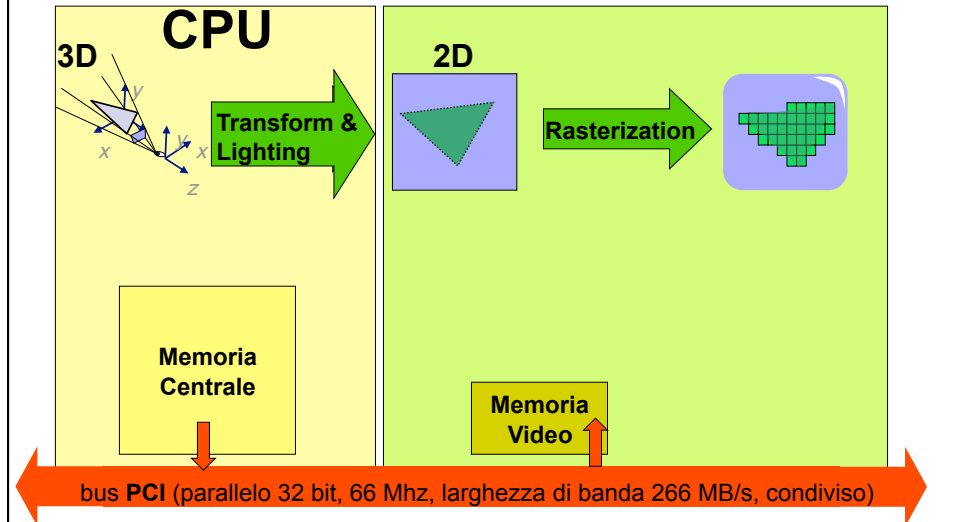 CPU
3D
2D
y
x
y
x
z
Transform &
Lighting
Rasterization
Memoria
Centrale
Memoria
Video
bus PCI (parallelo 32 bit, 66 Mhz, larghezza di banda 266 MB/s, condiviso)